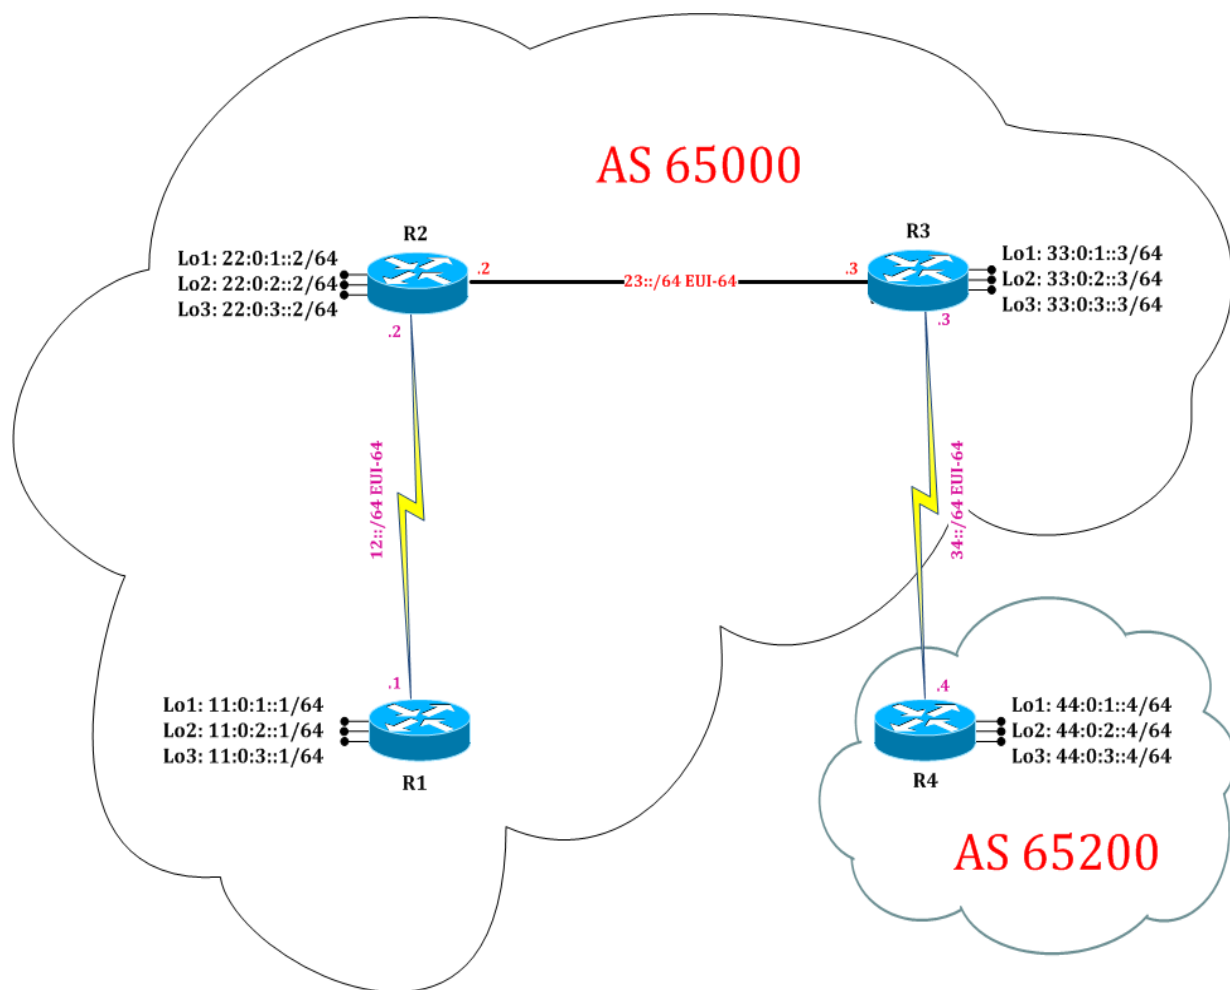 AS 65000
R2
R3
Lo1: 22:0:1::2/64
Lo2: 22:0:2::2/64
Lo3: 22:0:3::2/64
.2
23::/64 EUI-64
.3
Lo1: 33:0:1::3/64
Lo2: 33:0:2::3/64
Lo3: 33:0:3::3/64
.2
.3
12::/64 EUI-64
34::/64 EUI-64
.1
.4
Lo1: 11:0:1::1/64
Lo2: 11:0:2::1/64
Lo3: 11:0:3::1/64
Lo1: 44:0:1::4/64
Lo2: 44:0:2::4/64
Lo3: 44:0:3::4/64
R1
R4
AS 65200